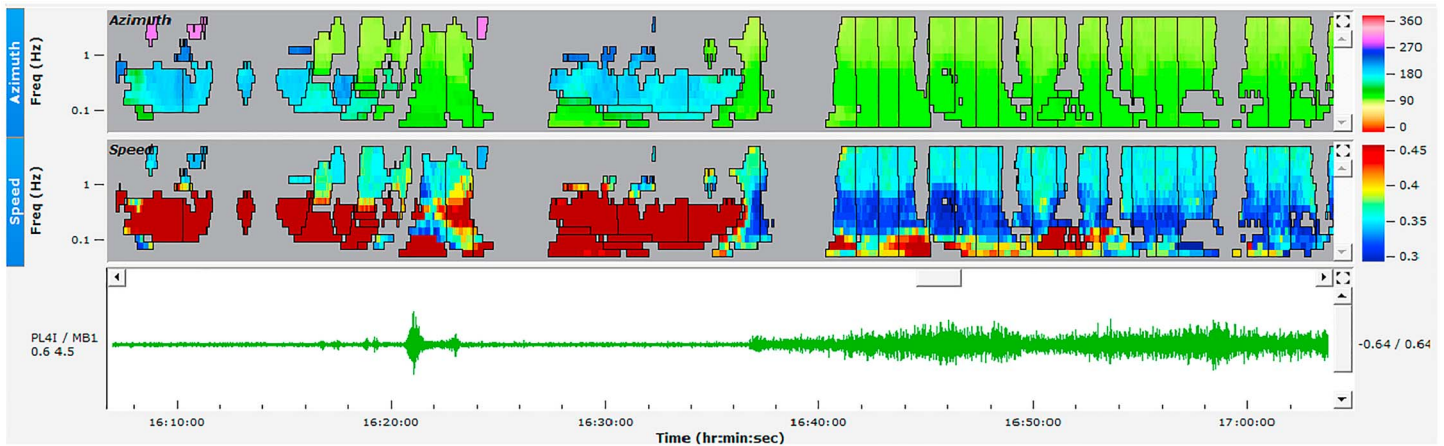 Azimuth
Azimuth
Freq (Hz)
1
0.1
360
270
180
90
0
Speed
Speed
Freq (Hz)
1
0.1
0.45
0.4
0.35
0.3
PL4I / MB1
0.6 4.5
-0.64 / 0.64
16:10:00
16:20:00
16:30:00
16:40:00
16:50:00
17:00:00
Time (hr:min:sec)